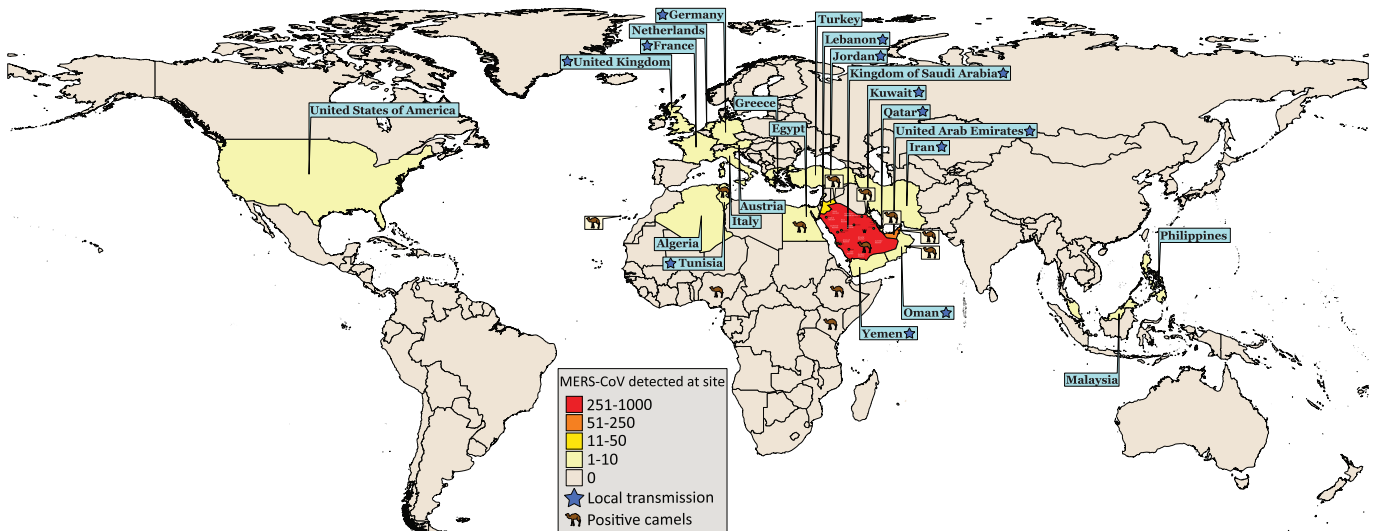 Germany
Turkey
Netherlands
Lebanon
France
Jordan
United Kingdom
Kingdom of Saudi Arabia
Kuwait
United States of America
Greece
Qatar
Egypt
United Arab Emirates
Iran
Austria
Italy
Algeria
Philippines
Tunisia
Oman
Yemen
Malaysia
MERS-CoV detected at site
251-1000
51-250
11-50
1-10
0
Local transmission
Positive camels